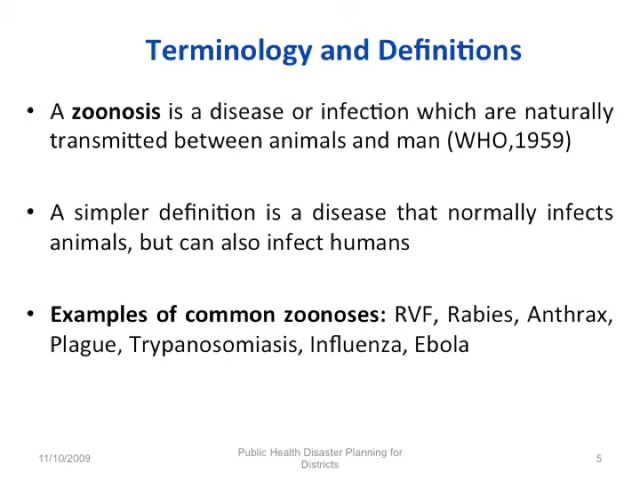 Terminology and Definitions
• A zoonosis is a disease or infection which are naturally
transmitted between animals and man (WHO,1959)
• A simpler definition is a disease that normally infects
animals, but can also infect humans
• Examples of common zoonoses: RVF, Rabies, Anthrax,
Plague, Trypanosomiasis, Influenza, Ebola
11/10/2009
Public Health Disaster Planning for
Districts
5